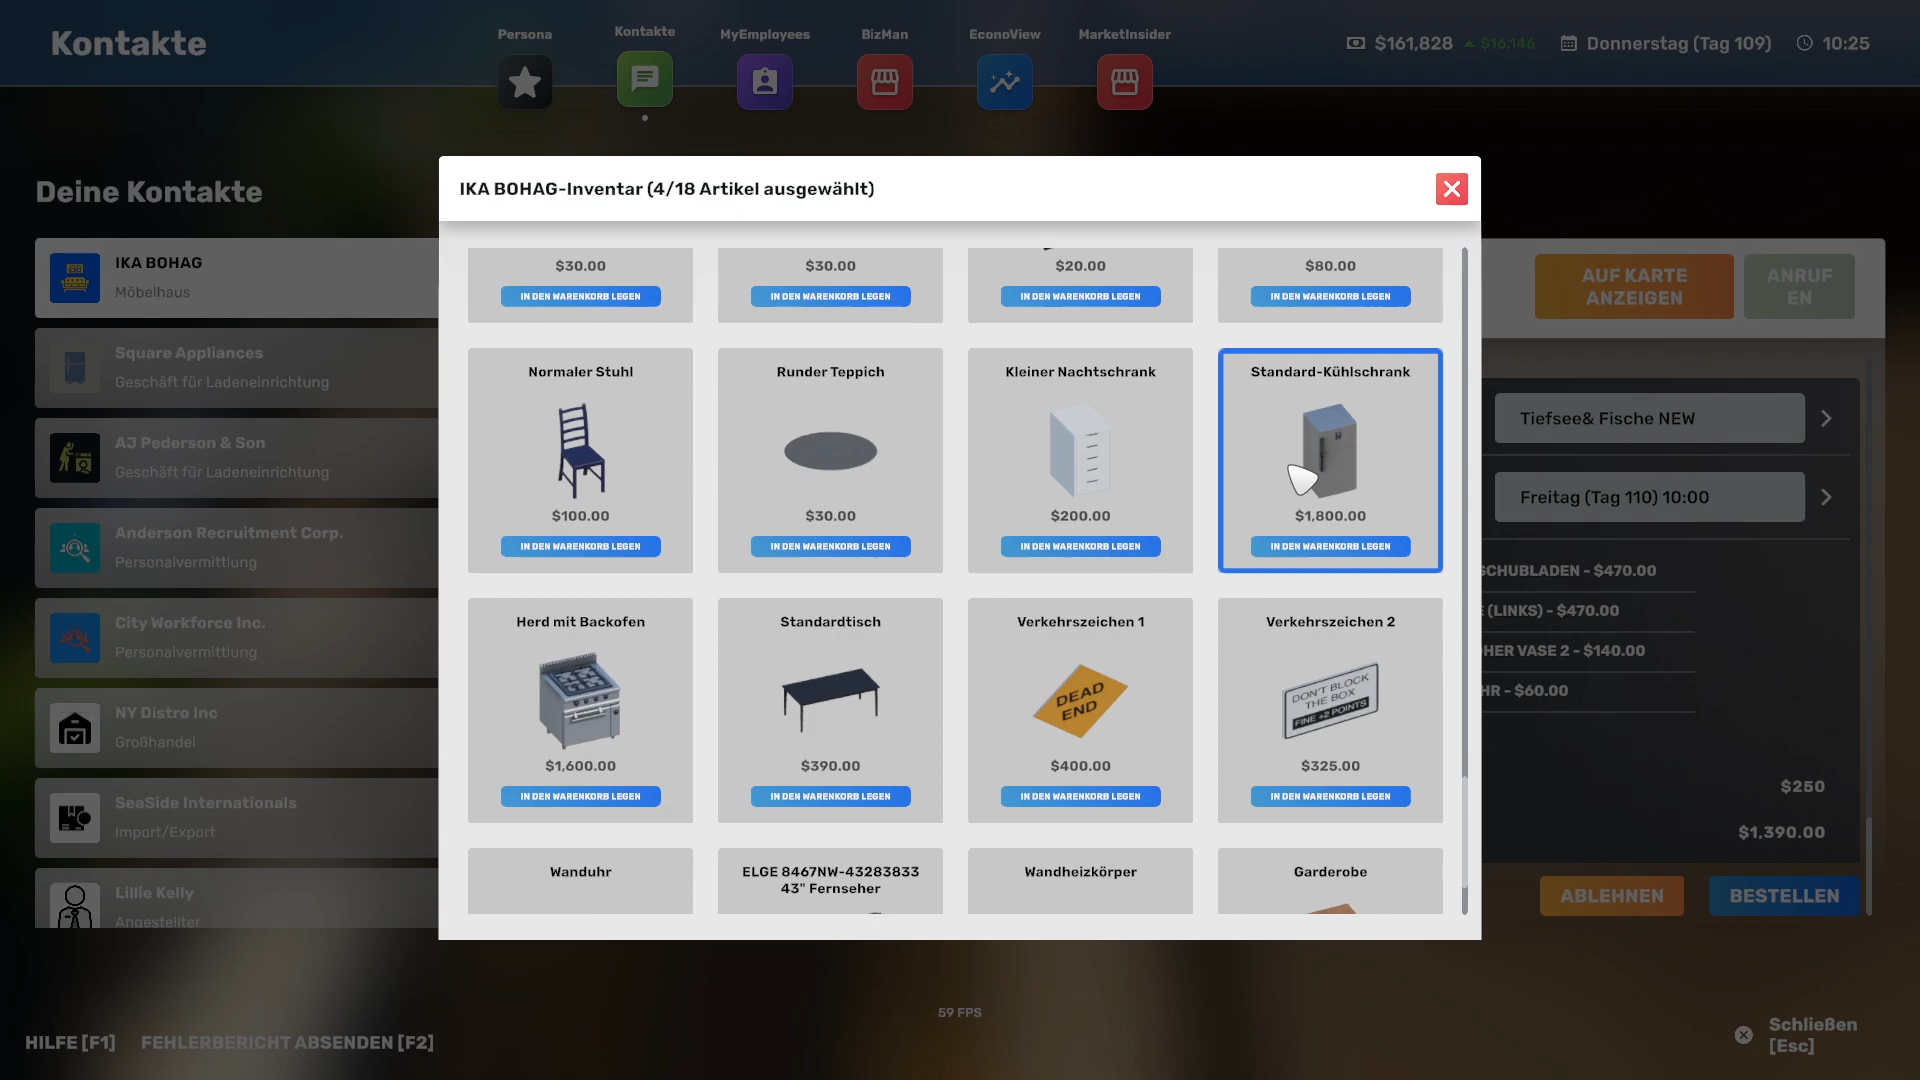 Kontakte
Persona
Kontakte
MyEmployees
BizMan
EconoView
MarketInsider
$161,828
$16,146
Donnerstag (Tag 109)
10:25
Deine Kontakte
IKA BOHAG
Möbelhaus
Square Appliances
Geschäft für Ladeneinrichtung
AJ Pederson & Son
Geschäft für Ladeneinrichtung
Anderson Recruitment Corp.
Personalvermittlung
City Workforce Inc.
Personalvermittlung
NY Distro Inc
Großhandel
SeaSide Internationals
Import/Export
Lillie Kelly
Angestellter
IKA BOHAG-Inventar (4/18 Artikel ausgewählt)
$30.00
$30.00
$20.00
$80.00
IN DEN WARENKORB LEGEN
IN DEN WARENKORB LEGEN
IN DEN WARENKORB LEGEN
IN DEN WARENKORB LEGEN
Normaler Stuhl
Runder Teppich
Kleiner Nachtschrank
Standard-Kühlschrank
$100.00
$30.00
$200.00
$1,800.00
IN DEN WARENKORB LEGEN
IN DEN WARENKORB LEGEN
IN DEN WARENKORB LEGEN
IN DEN WARENKORB LEGEN
Herd mit Backofen
Standardtisch
Verkehrszeichen 1
Verkehrszeichen 2
DEAD
END
DON'T BLOCK
THE BOX
FINE +2 POINTS
$1,600.00
$390.00
$400.00
$325.00
IN DEN WARENKORB LEGEN
IN DEN WARENKORB LEGEN
IN DEN WARENKORB LEGEN
IN DEN WARENKORB LEGEN
Wanduhr
ELGE 8467NW-43283833
43" Fernseher
Wandheizkörper
Garderobe
AUF KARTE
ANZEIGEN
ANRUF
EN
Tiefsee& Fische NEW
Freitag (Tag 110) 10:00
SCHUBLADEN - $470.00
(LINKS) - $470.00
HER VASE 2 - $140.00
HR - $60.00
$250
$1,390.00
ABLEHNEN
BESTELLEN
59 FPS
HILFE [F1]
FEHLERBERICHT ABSENDEN [F2]
Schließen
[Esc]